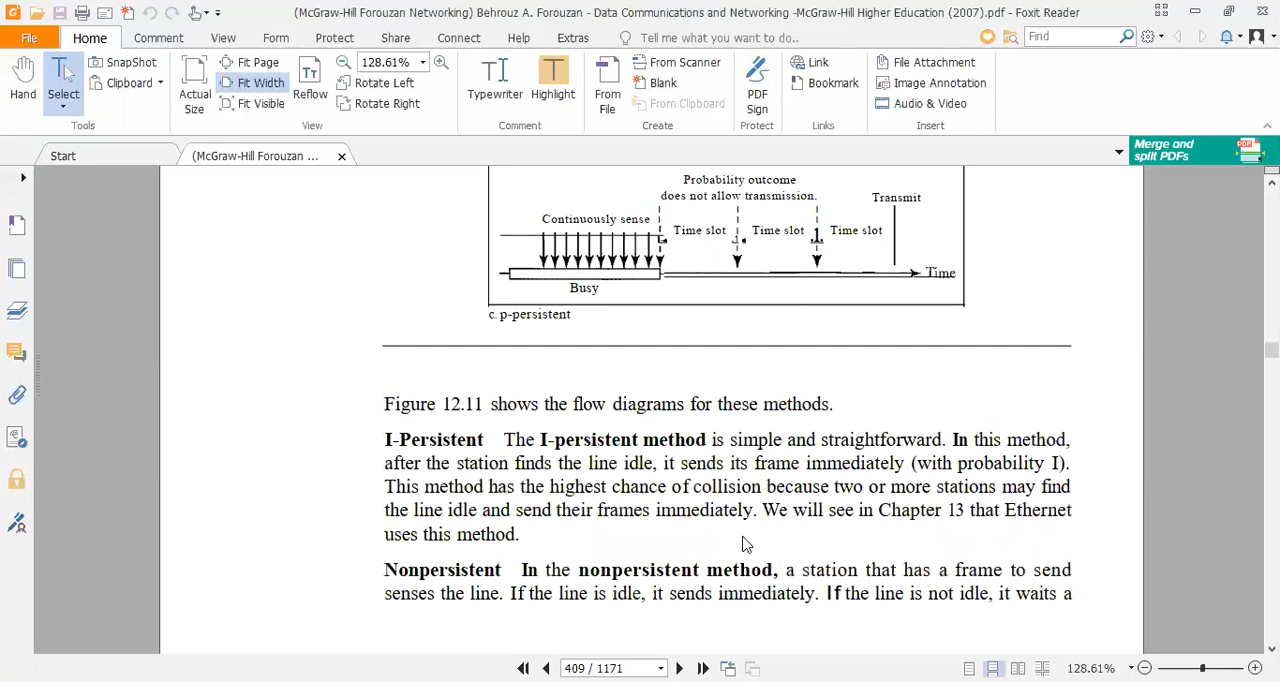 (McGraw-Hill Forouzan Networking) Behrouz A. Forouzan - Data Communications and Networking -McGraw-Hill Higher Education (2007).pdf - Foxit Reader
File Home Comment View Form Protect Share Connect Help Extras Tell me what you want to do.. Find
Hand
Select
SnapShot
Clipboard
Tools
Actual
Size
Fit Page
Fit Width
Fit Visible
Reflow
128.61%
Rotate Left
Rotate Right
View
Typewriter
Highlight
Comment
From
File
From Scanner
Blank
From Clipboard
Create
PDF
Sign
Protect
Link
Bookmark
Links
File Attachment
Image Annotation
Audio & Video
Insert
Start
(McGraw-Hill Forouzan ...
Merge and
split PDFs
Probability outcome
does not allow transmission.
Transmit
Continuously sense
Time slot Time slot Time slot
Time
Busy
c. p-persistent
Figure 12.11 shows the flow diagrams for these methods.
I-Persistent The I-persistent method is simple and straightforward. In this method,
after the station finds the line idle, it sends its frame immediately (with probability I).
This method has the highest chance of collision because two or more stations may find
the line idle and send their frames immediately. We will see in Chapter 13 that Ethernet
uses this method.
Nonpersistent In the nonpersistent method, a station that has a frame to send
senses the line. If the line is idle, it sends immediately. If the line is not idle, it waits a
409 / 1171
128.61%